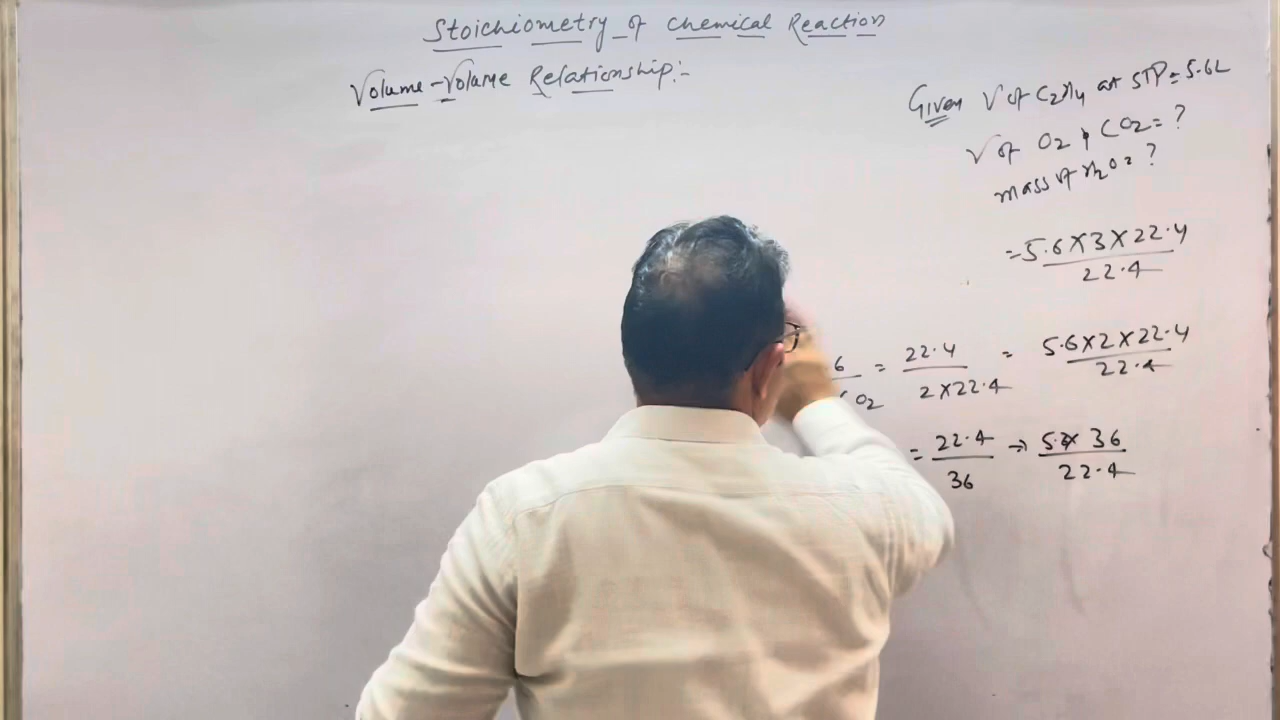 Stoichiometry of Chemical Reaction
Volume-Volume Relationship:-
Given V of C2H4 at STP = 5.6L
V of O2, CO2 = ?
mass of H2O = ?
= 5.6 X 3 X 22.4 / 22.4
6 / CO2 = 22.4 / 2 X 22.4 = 5.6 X 2 X 22.4 / 22.4
= 22.4 / 36 → X 36 / 22.4